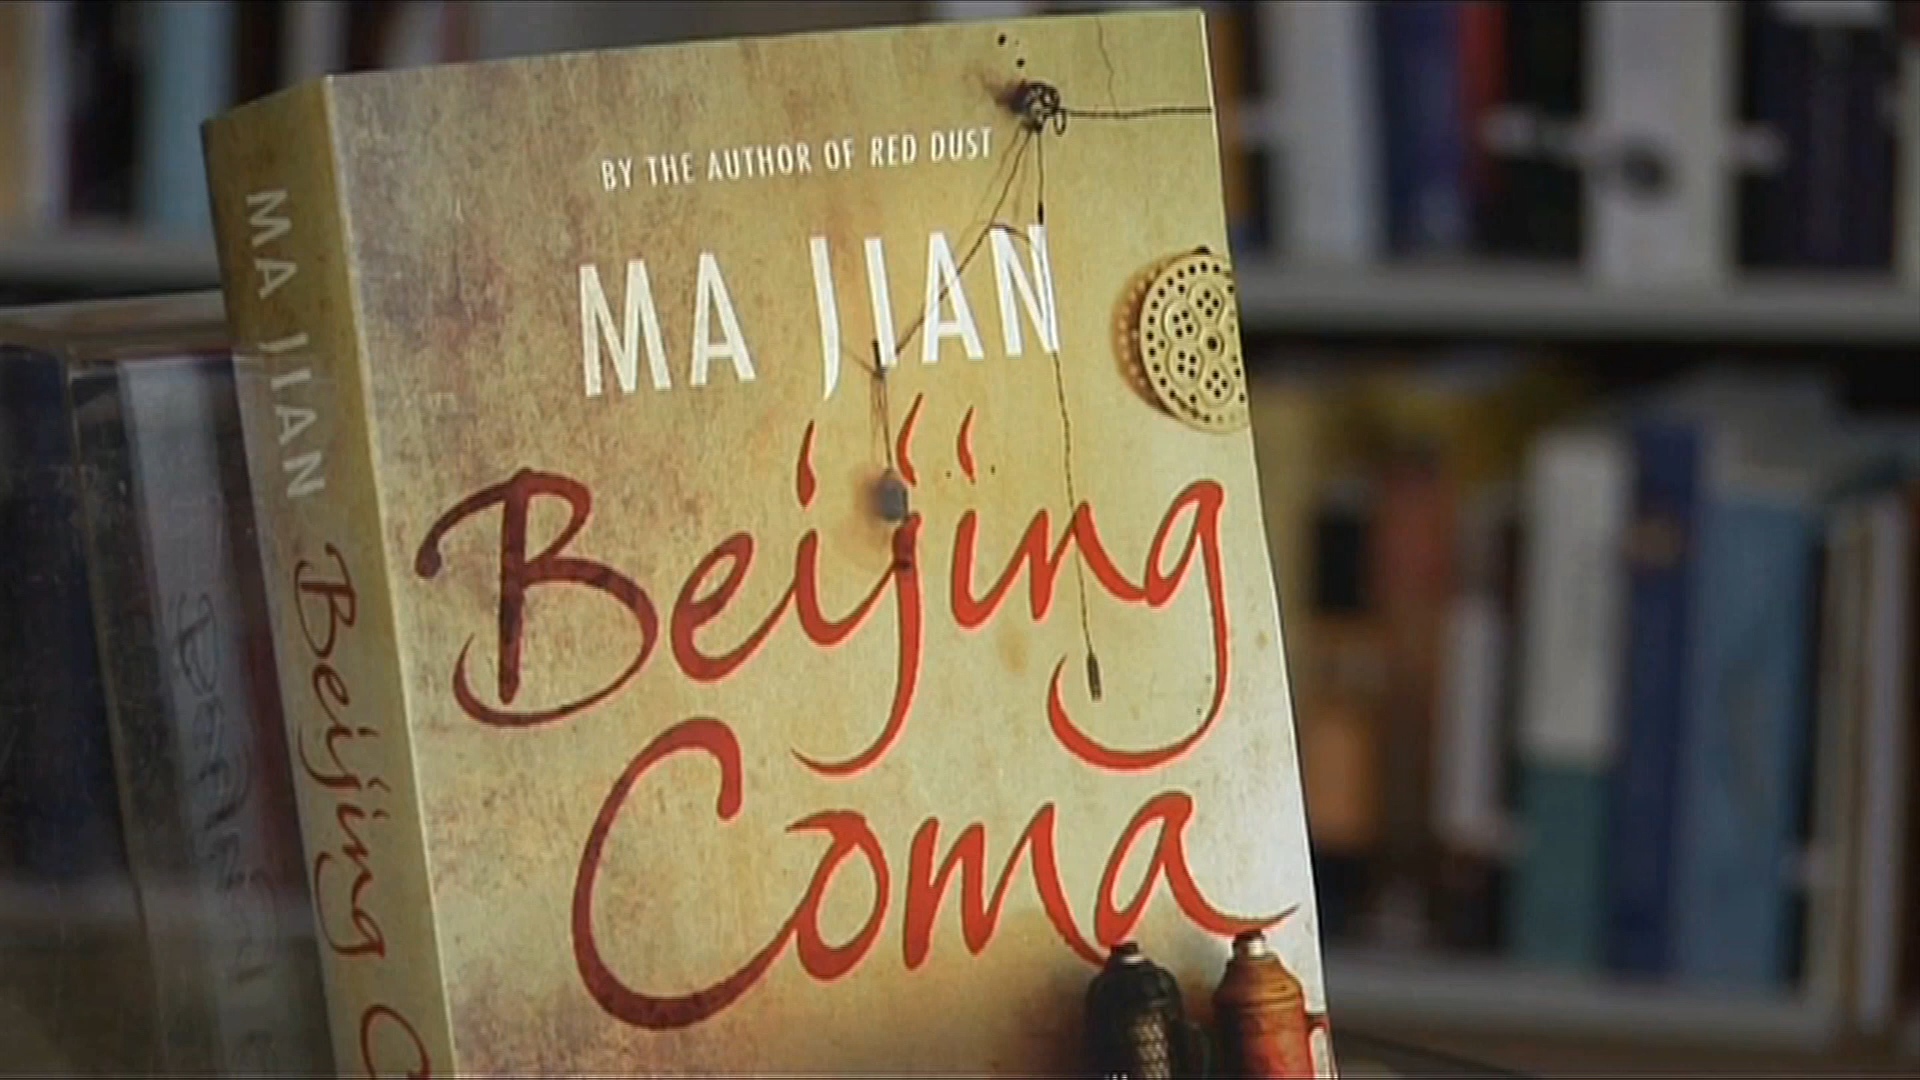 BY THE AUTHOR OF RED DUST
MA JIAN
Beijing
Coma
MA JIAN Beijing